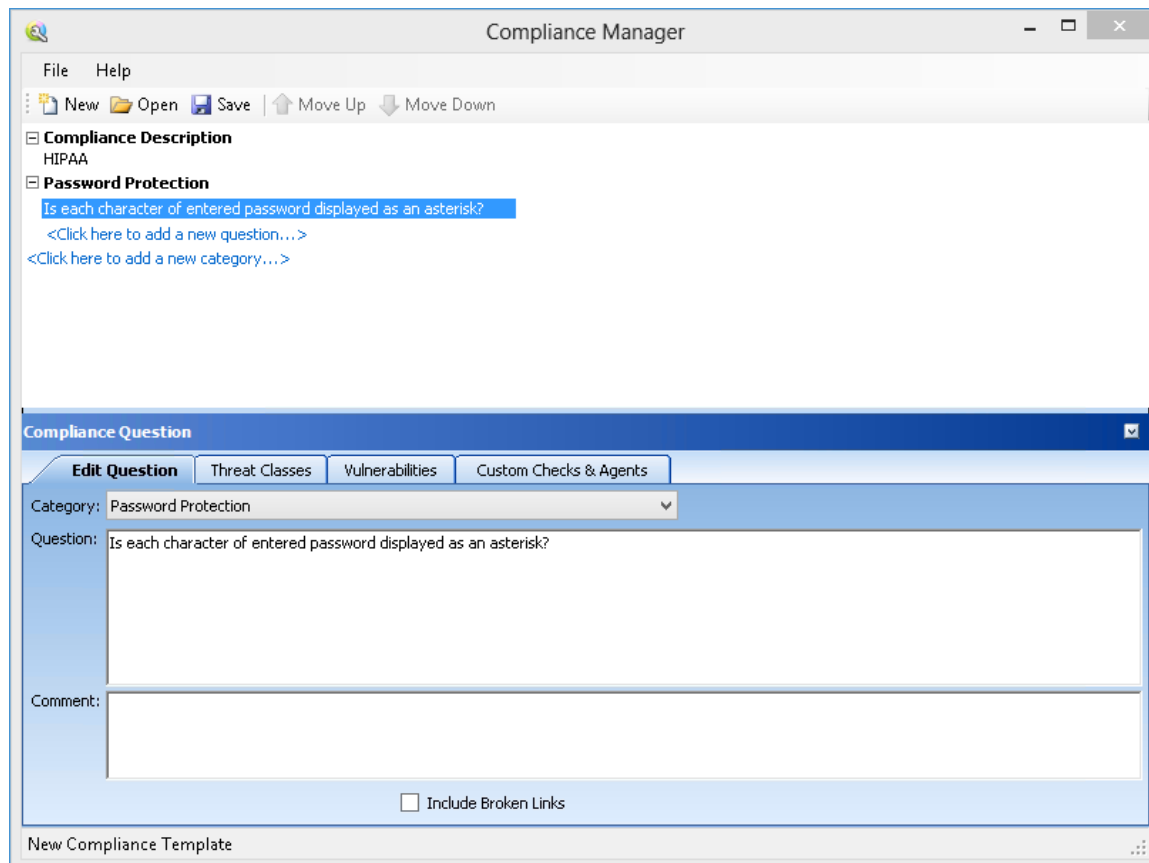 Compliance Manager
File Help
New Open Save Move Up Move Down
Compliance Description
HIPAA
Password Protection
Is each character of entered password displayed as an asterisk?
<Click here to add a new question...>
<Click here to add a new category...>
Compliance Question
Edit Question Threat Classes Vulnerabilities Custom Checks & Agents
Category: Password Protection
Question: Is each character of entered password displayed as an asterisk?
Comment:
Include Broken Links
New Compliance Template